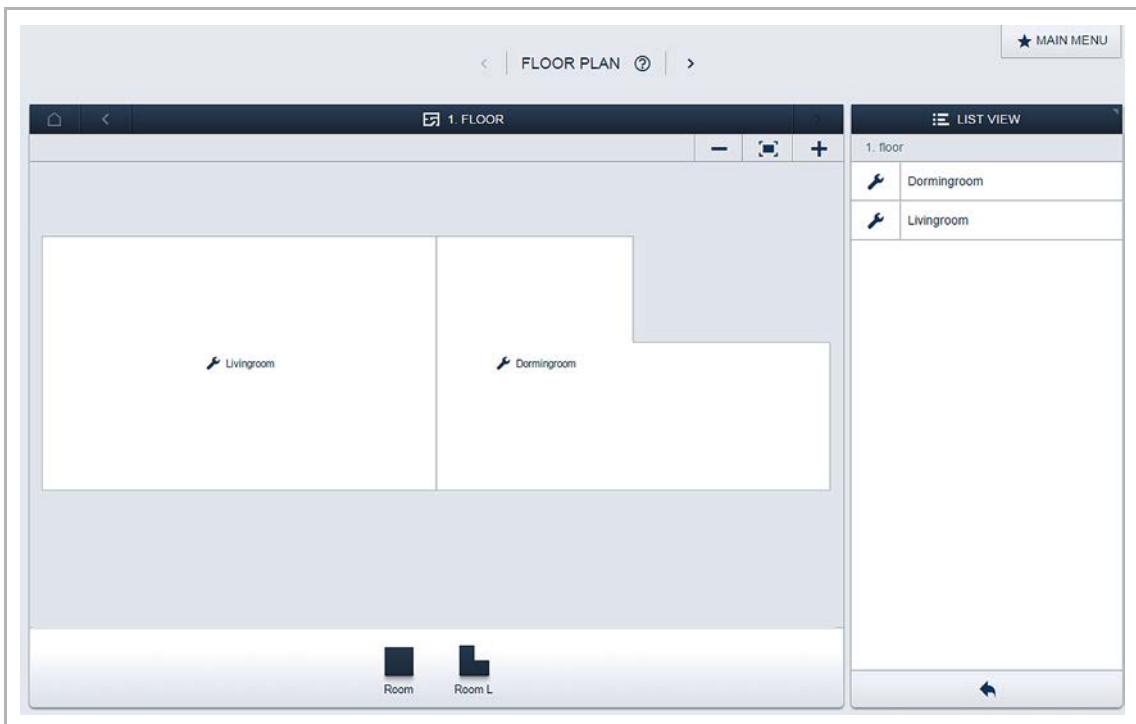 MAIN MENU
FLOOR PLAN
1. FLOOR
LIST VIEW
1. floor
Dormingroom
Livingroom
Livingroom
Dormingroom
Room
Room L